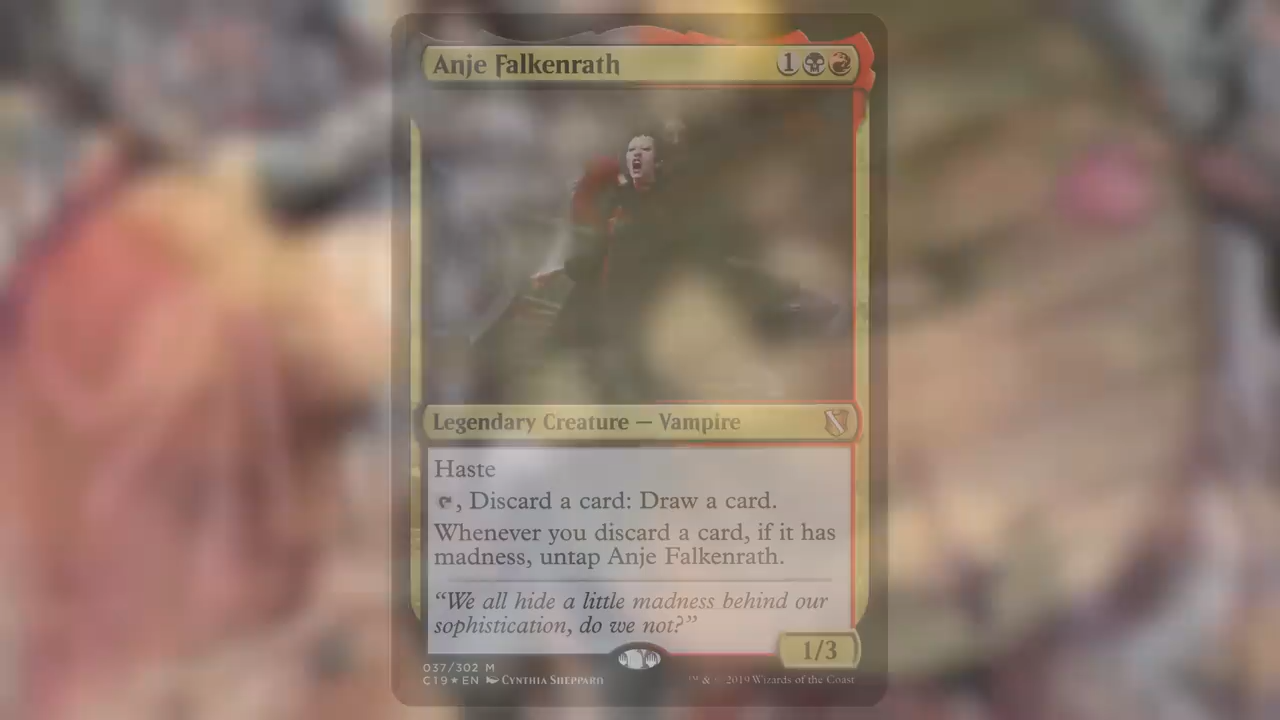 Anje Falkenrath 1
Legendary Creature — Vampire
Haste
, Discard a card: Draw a card.
Whenever you discard a card, if it has
madness, untap Anje Falkenrath.
“We all hide a little madness behind our
sophistication, do we not?”
1/3
037/302 M
C19★EN Cynthia Sheppard
™ & © 2019 Wizards of the Coast